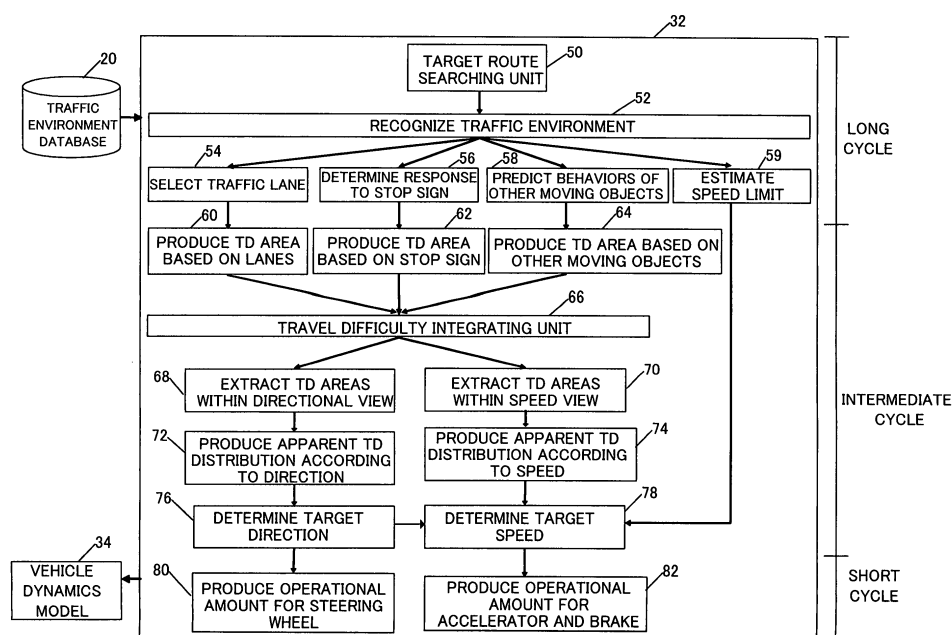 32
20
TRAFFIC
ENVIRONMENT
DATABASE
TARGET ROUTE
SEARCHING UNIT
50
52
RECOGNIZE TRAFFIC ENVIRONMENT
LONG
CYCLE
54
SELECT TRAFFIC LANE
56
DETERMINE RESPONSE
TO STOP SIGN
58
PREDICT BEHAVIORS OF
OTHER MOVING OBJECTS
59
ESTIMATE
SPEED LIMIT
60
PRODUCE TD AREA
BASED ON LANES
62
PRODUCE TD AREA
BASED ON STOP SIGN
64
PRODUCE TD AREA BASED ON
OTHER MOVING OBJECTS
66
TRAVEL DIFFICULTY INTEGRATING UNIT
68
EXTRACT TD AREAS
WITHIN DIRECTIONAL VIEW
70
EXTRACT TD AREAS
WITHIN SPEED VIEW
INTERMEDIATE
CYCLE
72
PRODUCE APPARENT TD
DISTRIBUTION ACCORDING
TO DIRECTION
74
PRODUCE APPARENT TD
DISTRIBUTION ACCORDING
TO SPEED
76
DETERMINE TARGET
DIRECTION
78
DETERMINE TARGET
SPEED
34
VEHICLE
DYNAMICS
MODEL
80
PRODUCE OPERATIONAL
AMOUNT FOR STEERING
WHEEL
82
PRODUCE OPERATIONAL
AMOUNT FOR
ACCELERATOR AND BRAKE
SHORT
CYCLE